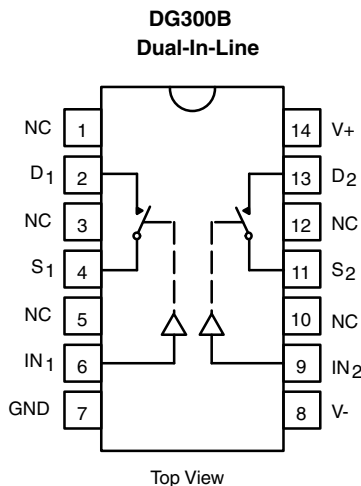 DG300B
Dual-In-Line
NC 1 14 V+
D1 2 13 D2
NC 3 12 NC
S1 4 11 S2
NC 5 10 NC
IN1 6 9 IN2
GND 7 8 V-
Top View